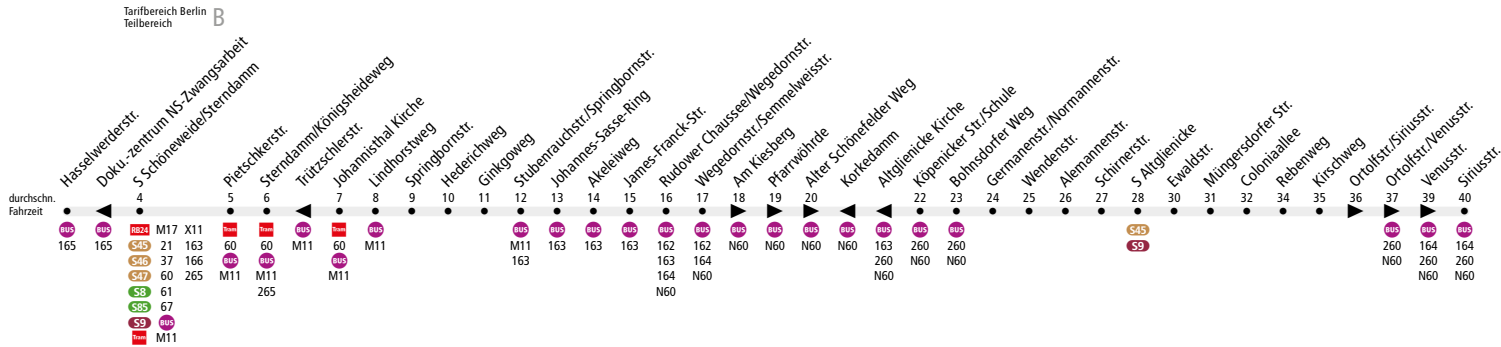 Tarifbereich Berlin
Teilbereich B
Hasselwerderstr.
Doku.-zentrum NS-Zwangsarbeit
S Schöneweide/Sterndamm
Pietschkerstr.
Sterndamm/Königsheideweg
Trützschlerstr.
Johannisthal Kirche
Lindhorstweg
Springbornstr.
Hederichweg
Ginkgoweg
Stubenrauchstr./Springbornstr.
Johannes-Sasse-Ring
Akeleiweg
James-Franck-Str.
Rudower Chaussee/Wegedornstr.
Wegedornstr./Semmelweisstr.
Am Kiesberg
Pfarrwöhrde
Alter Schönefelder Weg
Korkedamm
Altglienicke Kirche
Köpenicker Str/Schule
Bohnsdorfer Weg
Germanenstr./Normannenstr.
Wendenstr.
Alemannenstr.
Schirnerstr.
S Altglienicke
Ewaldstr.
Müngersdorfer Str.
Coloniaallee
Rebenweg
Kirschweg
Ortolfstr./Siriusstr.
Ortolfstr./Venusstr.
Venusstr.
Siriusstr.
durchschn. 4 5 6 7 8 9 10 11 12 13 14 15 16 17 18 19 20 22 23 24 25 26 27 28 30 31 32 34 35 36 37 39 40
Fahrzeit
BUS BUS RB24 M17 X11 Tram Tram BUS Tram BUS BUS BUS BUS BUS BUS BUS BUS BUS BUS BUS BUS BUS BUS S45 BUS BUS BUS
165 165 S45 21 163 60 60 M11 60 M11 M11 163 163 163 162 162 N60 N60 N60 N60 163 260 260 S9 260 164 164
S46 37 166 BUS BUS BUS 163 163 164 260 N60 N60 N60 260 260
S47 60 265 M11 M11 M11 164 N60 N60 N60 N60
S8 61 265 N60
S85 67
S9 BUS
Tram M11